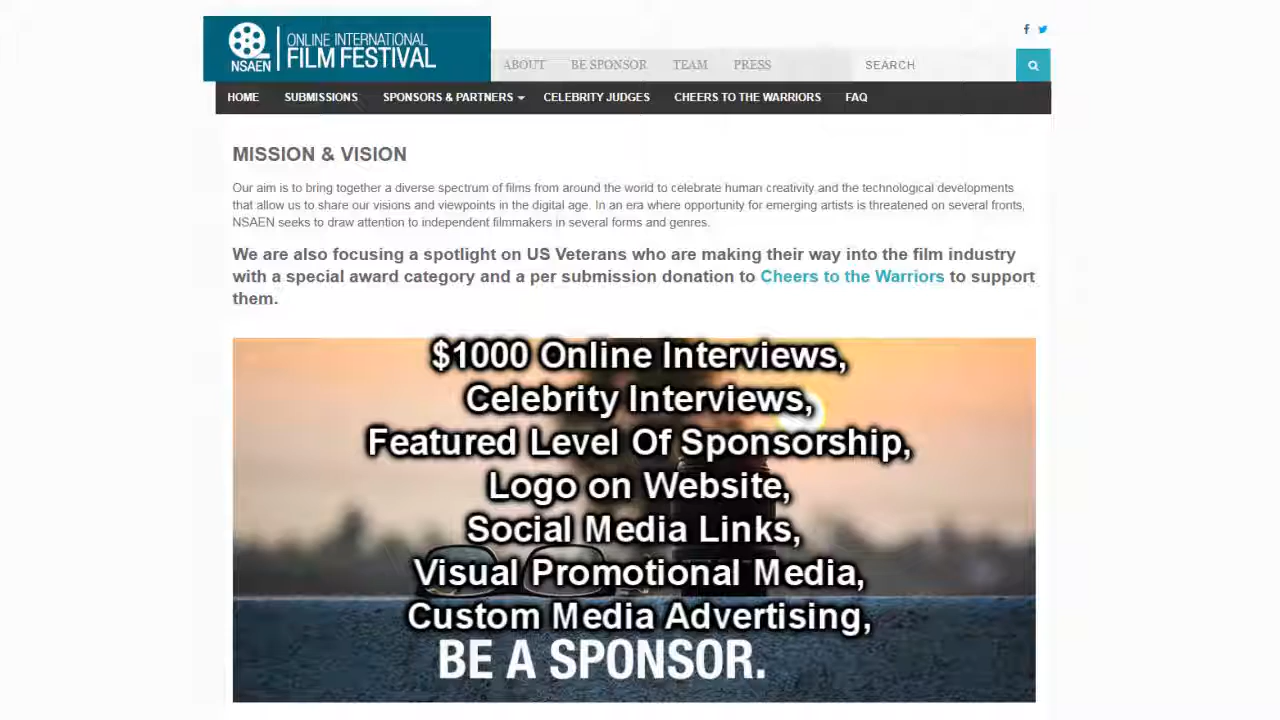 NSAEN
ONLINE INTERNATIONAL
FILM FESTIVAL
ABOUT BE SPONSOR TEAM PRESS SEARCH
HOME SUBMISSIONS SPONSORS & PARTNERS CELEBRITY JUDGES CHEERS TO THE WARRIORS FAQ
MISSION & VISION
Our aim is to bring together a diverse spectrum of films from around the world to celebrate human creativity and the technological developments
that allow us to share our visions and viewpoints in the digital age. In an era where opportunity for emerging artists is threatened on several fronts,
NSAEN seeks to draw attention to independent filmmakers in several forms and genres.
We are also focusing a spotlight on US Veterans who are making their way into the film industry
with a special award category and a per submission donation to Cheers to the Warriors to support
them.
$1000 Online Interviews,
Celebrity Interviews,
Featured Level Of Sponsorship,
Logo on Website,
Social Media Links,
Visual Promotional Media,
Custom Media Advertising,
BE A SPONSOR.